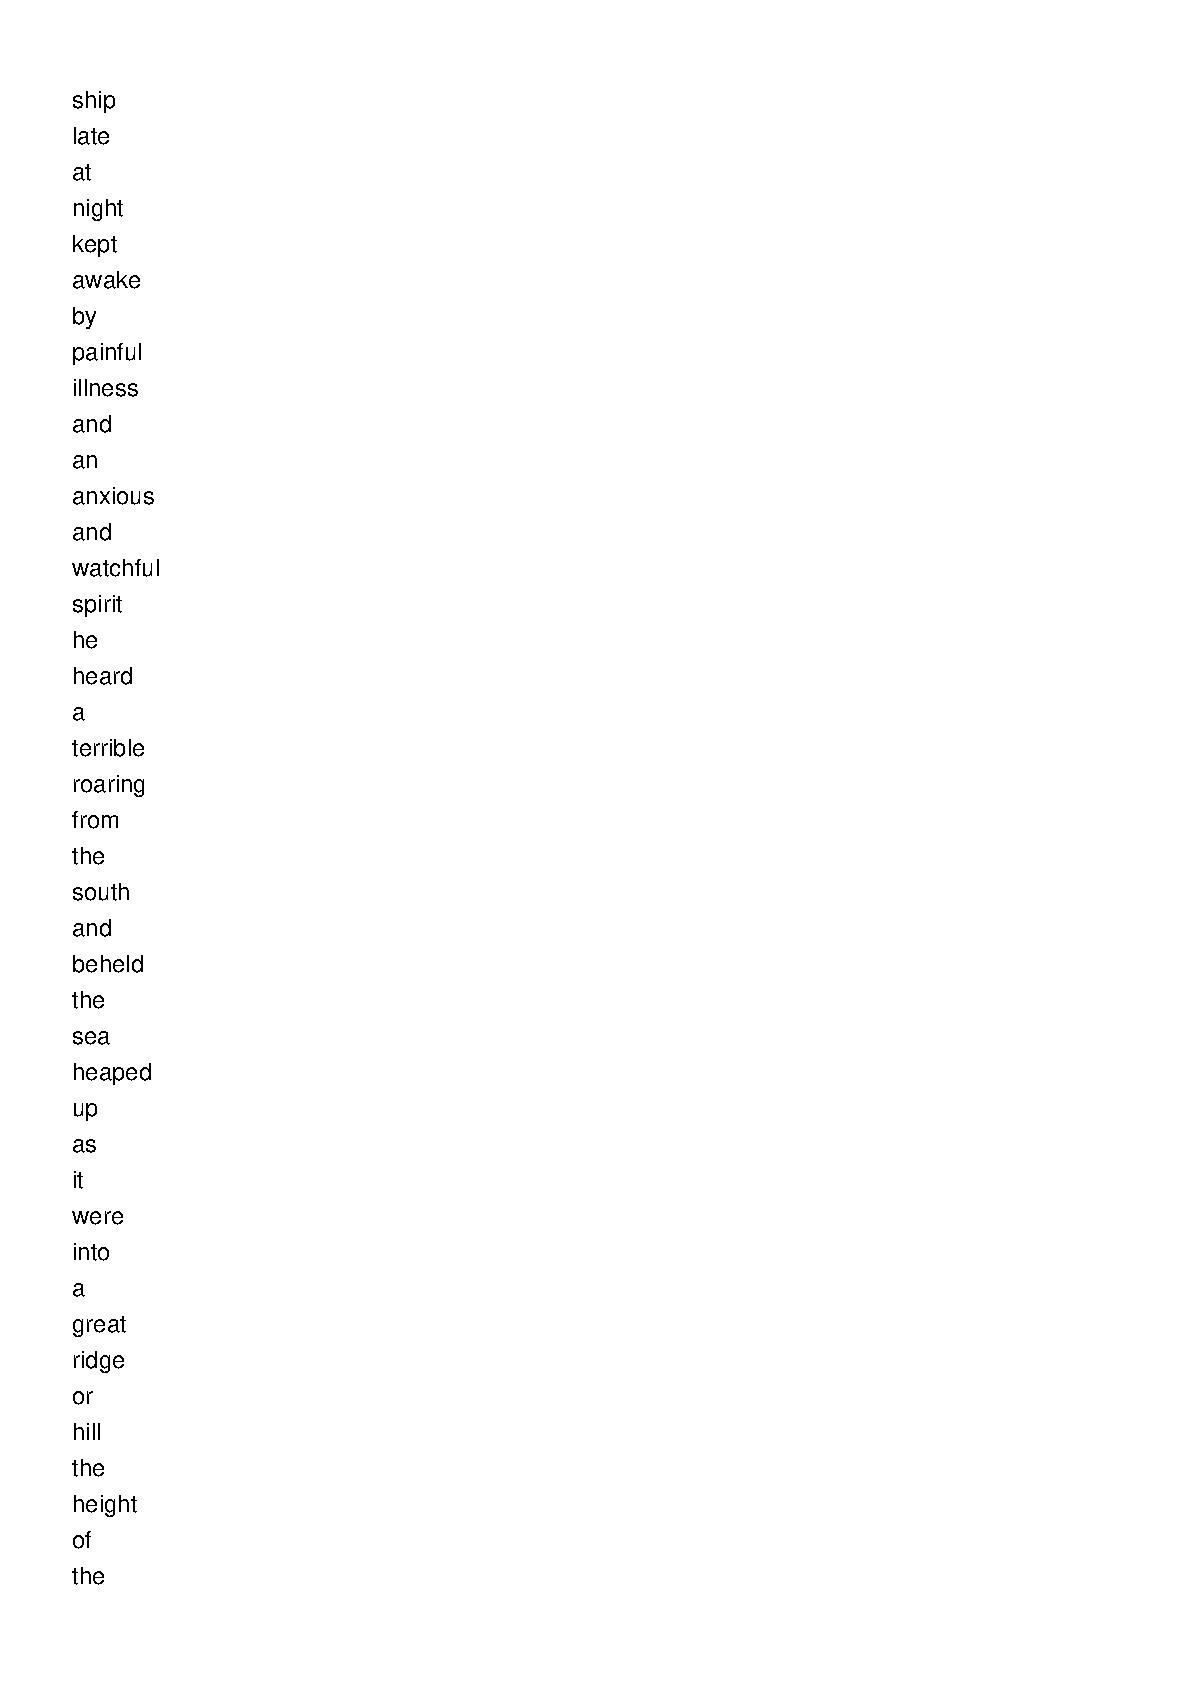 ship
late
at
night
kept
awake
by
painful
illness
and
an
anxious
and
watchful
spirit
he
heard
a
terrible
roaring
from
the
south
and
beheld
the
sea
heaped
up
as
it
were
into
a
great
ridge
or
hill
the
height
of
the